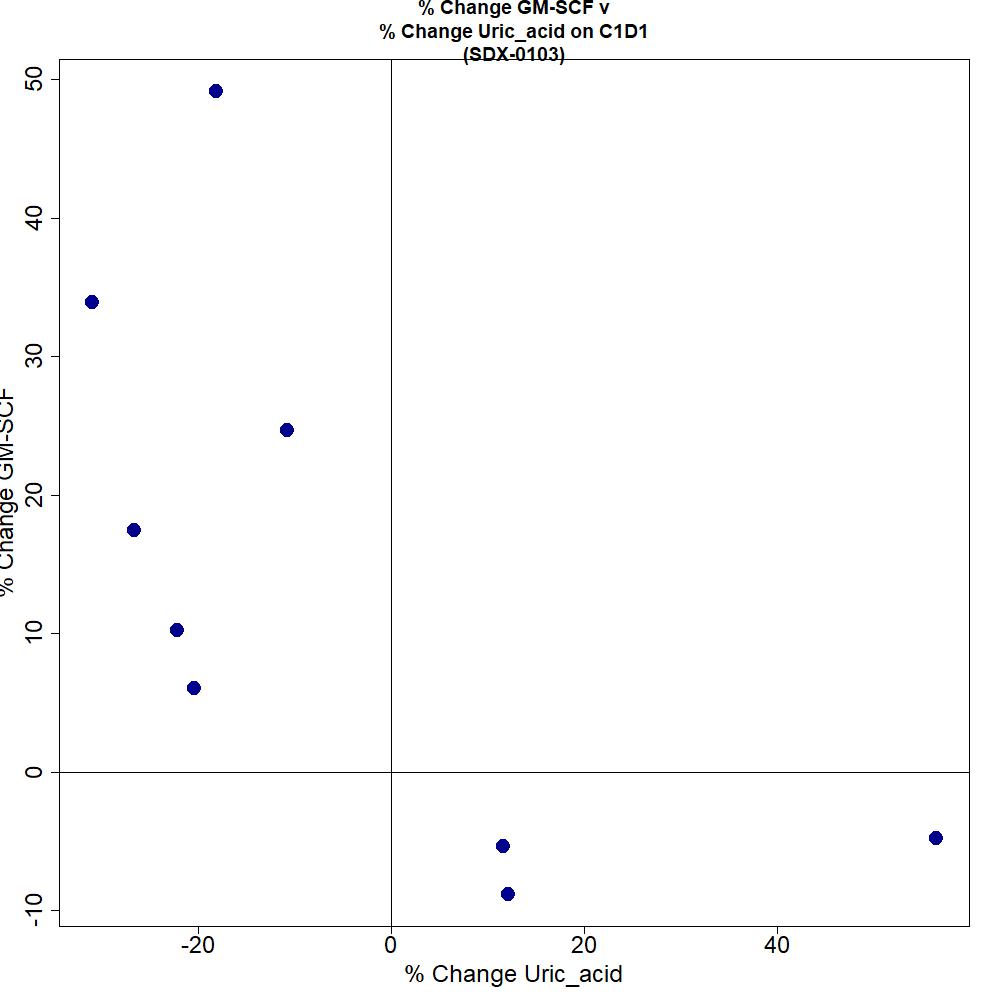 % Change GM-SCF v
% Change Uric_acid on C1D1
(SDX-0103)
50
40
30
20
10
0
-10
% Change GM-SCF
-20
0
20
40
% Change Uric_acid